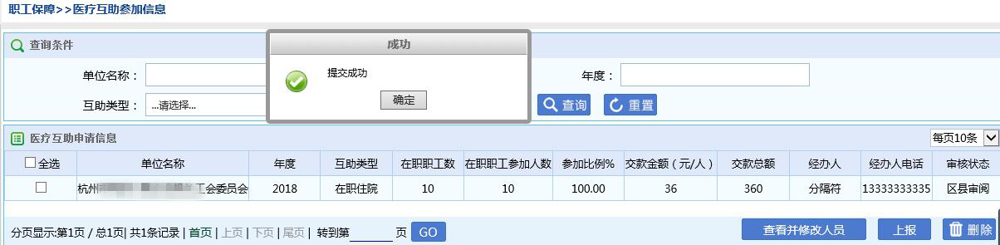 职工保障>>医疗互助参加信息
查询条件
成功
提交成功
确定
单位名称：
年度：
互助类型：
...请选择...
查询
重置
医疗互助申请信息
每页10条
全选 单位名称 年度 互助类型 在职职工数 在职职工参加人数 参加比例% 交款金额（元/人） 交款总额 经办人 经办人电话 审核状态
杭州 工会委员会 2018 在职住院 10 10 100.00 36 360 分隔符 13333333335 区县审阅
分页显示:第1页 / 总1页| 共1条记录 | 首页 | 上页 | 下页 | 尾页 | 转到第 页 GO
查看并修改人员 上报 删除